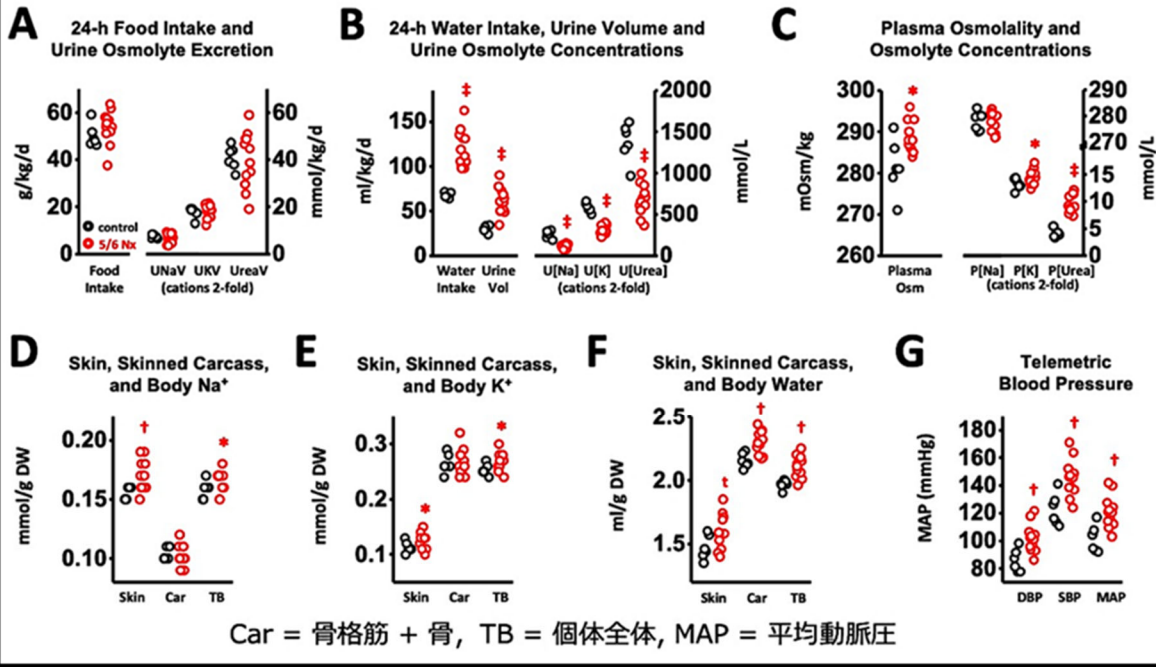 A
24-h Food Intake and
Urine Osmolyte Excretion
g/kg/d
60
40
20
0
control
5/6 Nx
60
40
20
0
mmol/kg/d
Food
Intake
UNaV UKV UreaV
(cations 2-fold)
B
24-h Water Intake, Urine Volume and
Urine Osmolyte Concentrations
ml/kg/d
150
100
50
0
‡ ‡ ‡ ‡ ‡
2000
1500
1000
500
0
mmol/L
Water
Intake
Urine
Vol
U[Na] U[K] U[Urea]
(cations 2-fold)
C
Plasma Osmolality and
Osmolyte Concentrations
mOsm/kg
300
290
280
270
260
* * ‡
290
280
270
15
10
5
0
mmol/L
Plasma
Osm
P[Na] P[K] P[Urea]
(cations 2-fold)
D
Skin, Skinned Carcass,
and Body Na⁺
mmol/g DW
0.20
0.15
0.10
† *
Skin Car TB
E
Skin, Skinned Carcass,
and Body K⁺
mmol/g DW
0.3
0.2
0.1
* *
Skin Car TB
F
Skin, Skinned Carcass,
and Body Water
ml/g DW
2.5
2.0
1.5
t † †
Skin Car TB
G
Telemetric
Blood Pressure
MAP (mmHg)
180
160
140
120
100
80
† † †
DBP SBP MAP
Car = 骨格筋 + 骨, TB = 個体全体, MAP = 平均動脈圧